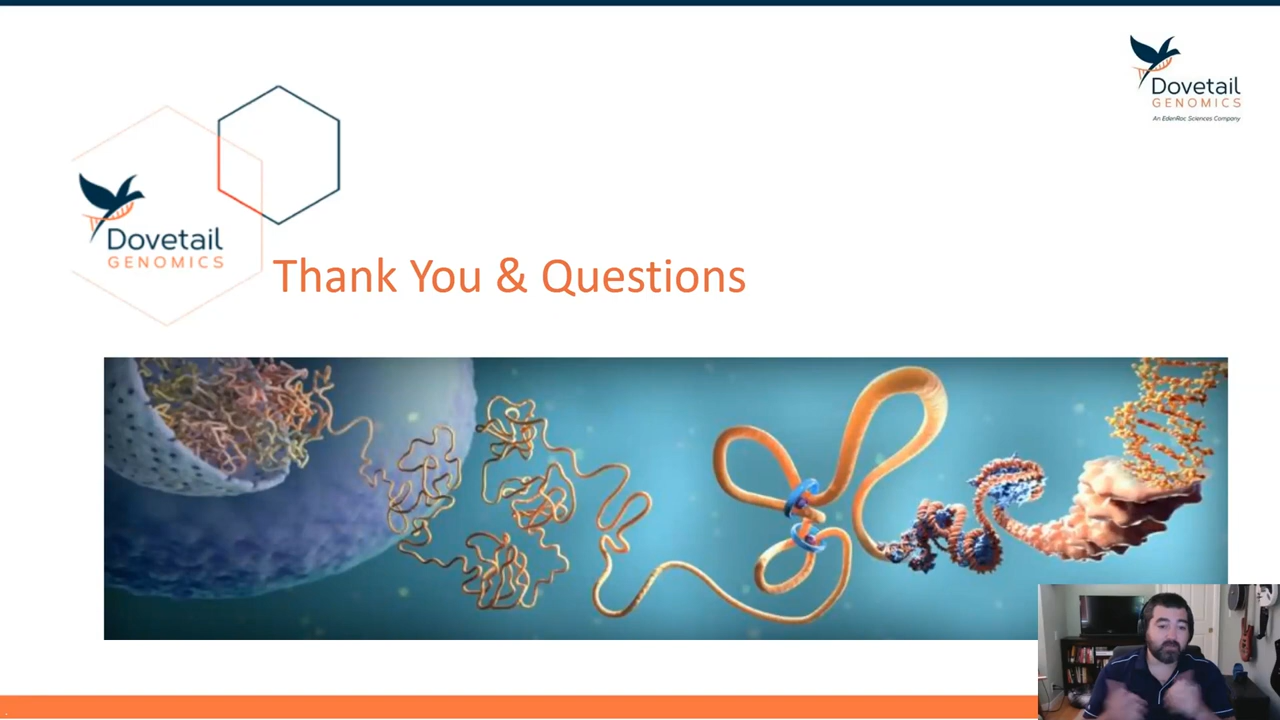 Dovetail
GENOMICS
An EdenRoc Sciences Company
Dovetail
GENOMICS
Thank You & Questions